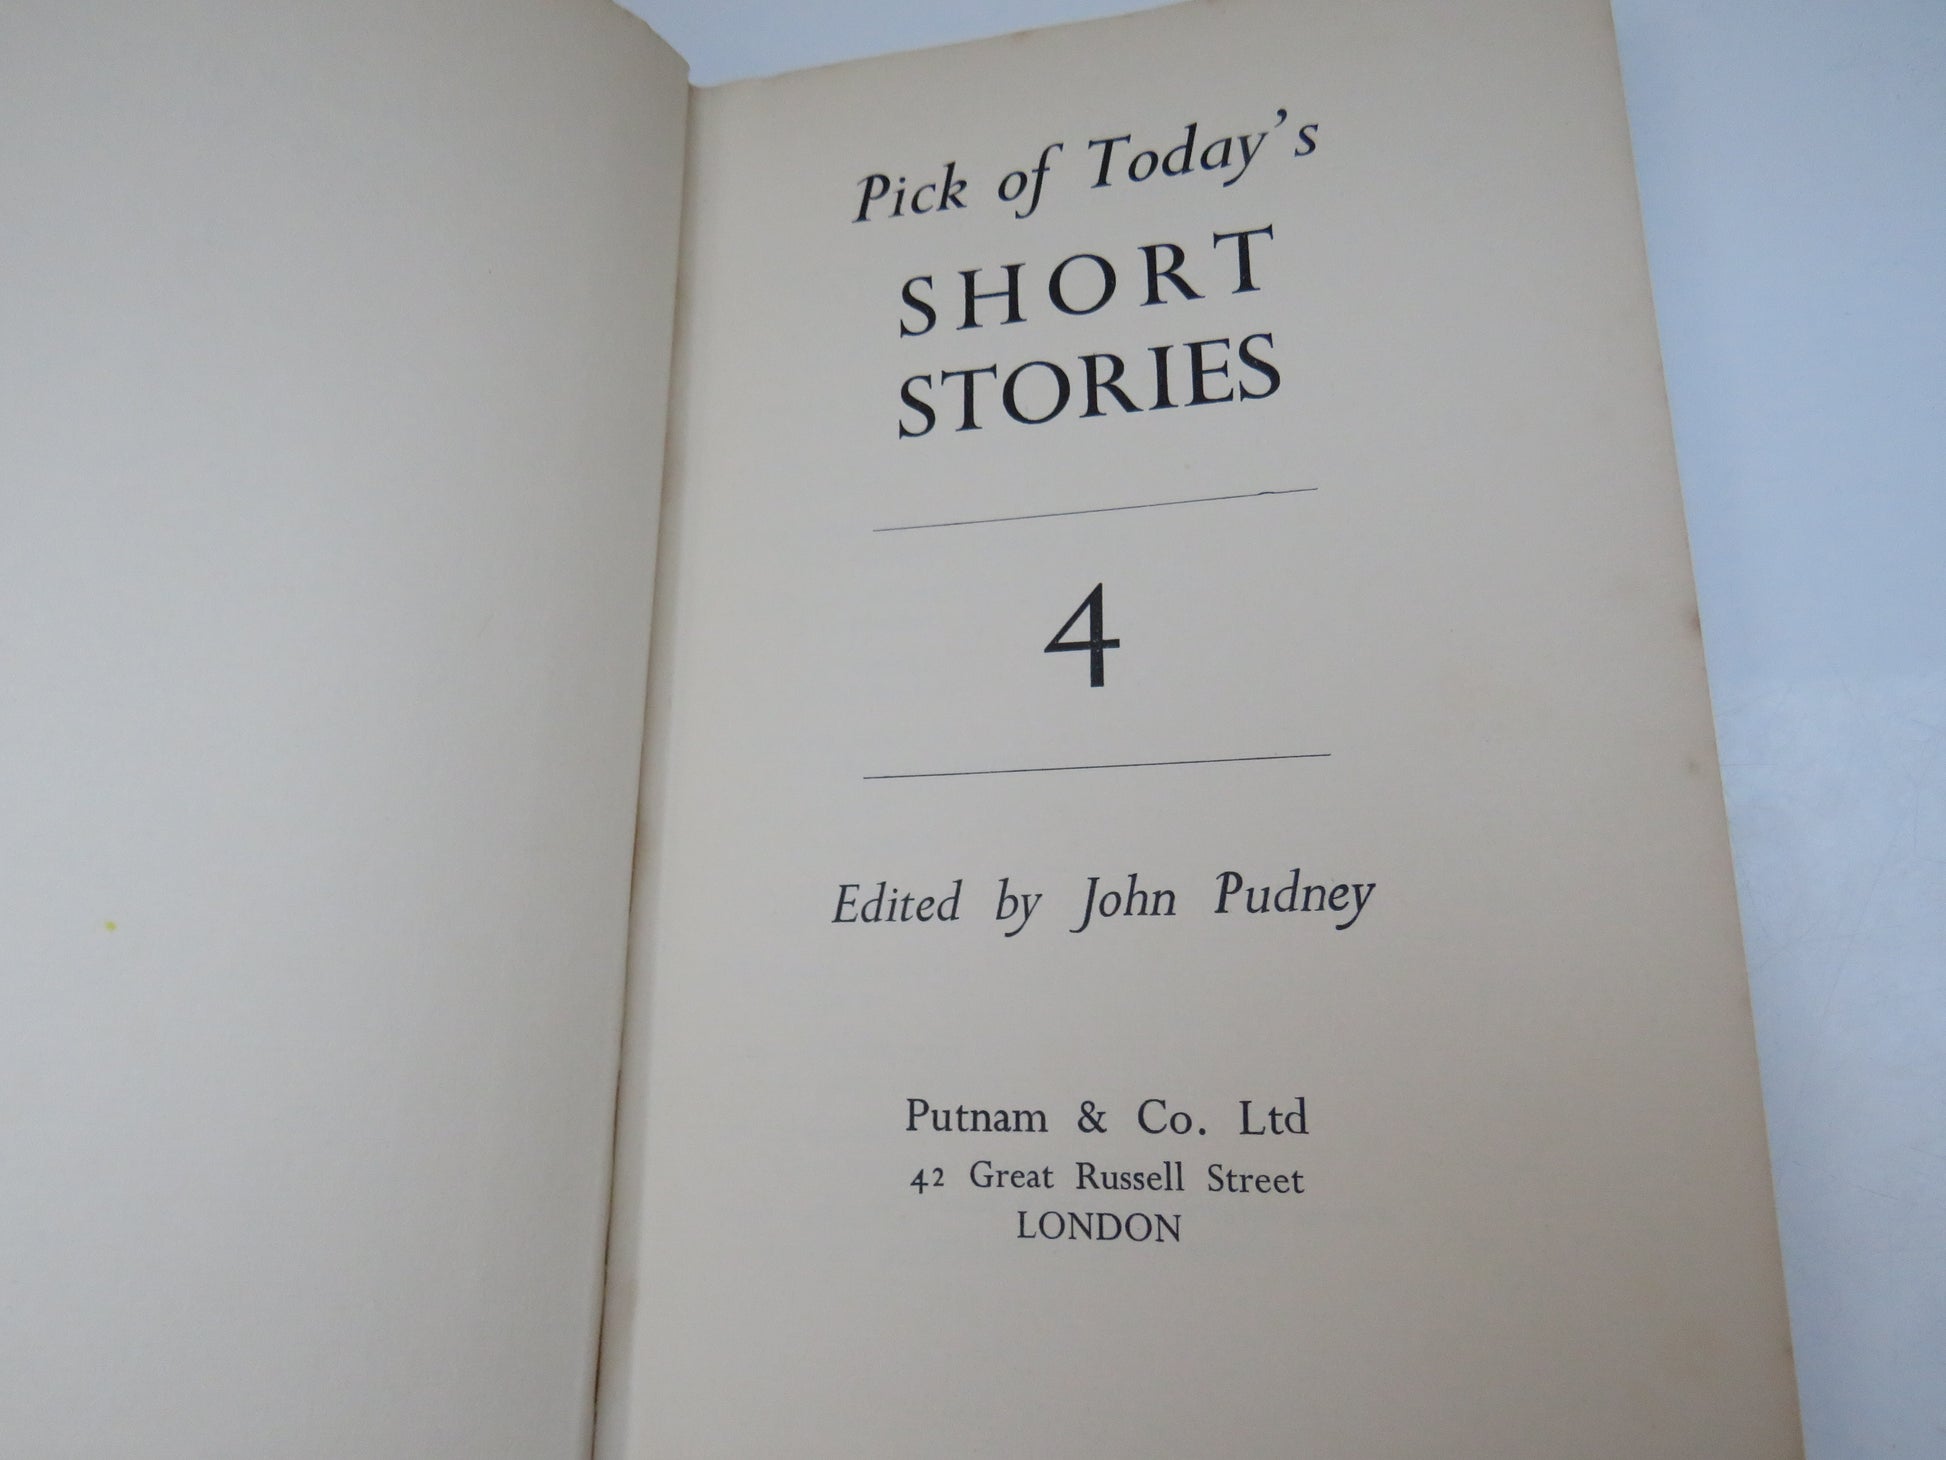 Pick of Today's
SHORT
STORIES
4
Edited by John Pudney
Putnam & Co. Ltd
42 Great Russell Street
LONDON